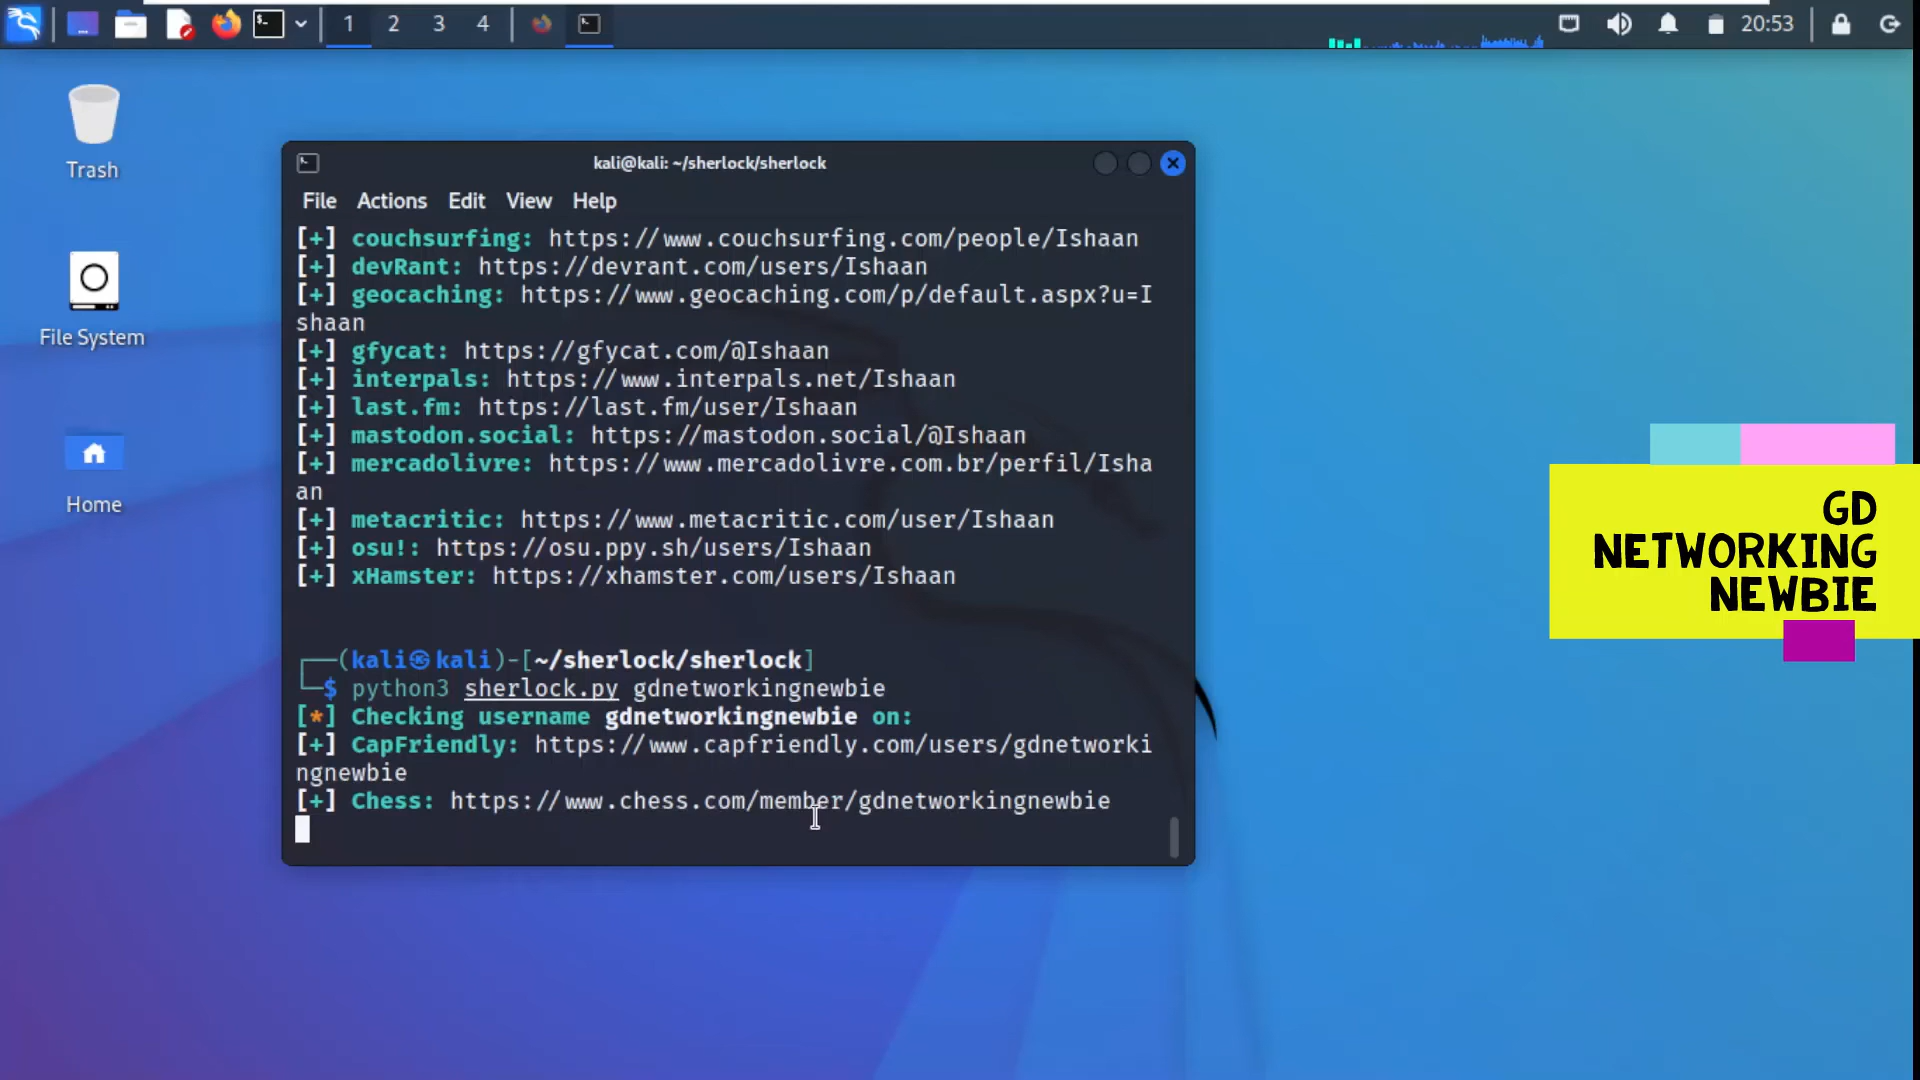 1 2 3 4 20:53
Trash
File System
Home
kali@kali: ~/sherlock/sherlock
File Actions Edit View Help
[+] couchsurfing: https://www.couchsurfing.com/people/Ishaan
[+] devRant: https://devrant.com/users/Ishaan
[+] geocaching: https://www.geocaching.com/p/default.aspx?u=I
shaan
[+] gfycat: https://gfycat.com/@Ishaan
[+] interpals: https://www.interpals.net/Ishaan
[+] last.fm: https://last.fm/user/Ishaan
[+] mastodon.social: https://mastodon.social/@Ishaan
[+] mercadolivre: https://www.mercadolivre.com.br/perfil/Isha
an
[+] metacritic: https://www.metacritic.com/user/Ishaan
[+] osu!: https://osu.ppy.sh/users/Ishaan
[+] xHamster: https://xhamster.com/users/Ishaan
┌──(kali㉿kali)-[~/sherlock/sherlock]
└─$ python3 sherlock.py gdnetworkingnewbie
[*] Checking username gdnetworkingnewbie on:
[+] CapFriendly: https://www.capfriendly.com/users/gdnetworki
ngnewbie
[+] Chess: https://www.chess.com/member/gdnetworkingnewbie
GD
NETWORKING
NEWBIE